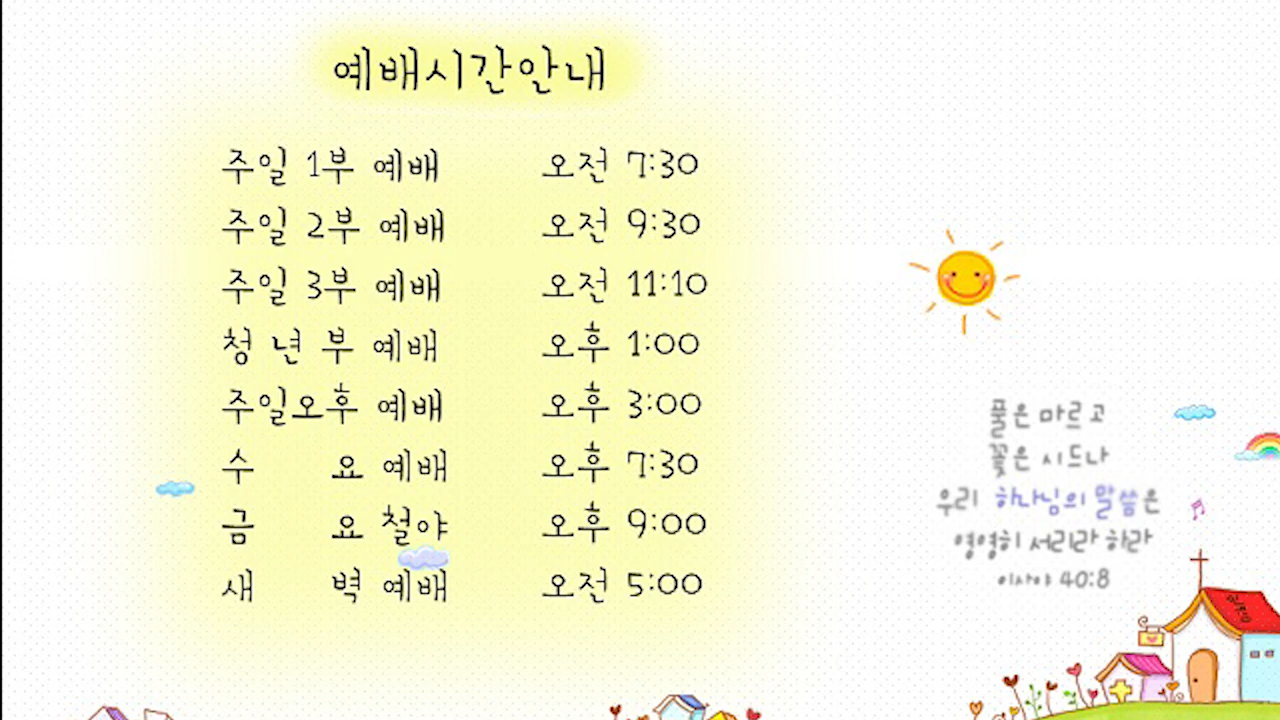 예배시간안내
주일 1부 예배 오전 7:30
주일 2부 예배 오전 9:30
주일 3부 예배 오전 11:10
청 년 부 예배 오후 1:00
주일오후 예배 오후 3:00
수 요 예배 오후 7:30
금 요 철야 오후 9:00
새 벽 예배 오전 5:00
풀은 마르고
꽃은 시드나
우리 하나님의 말씀은
영영히 서리라 하라
이사야 40:8